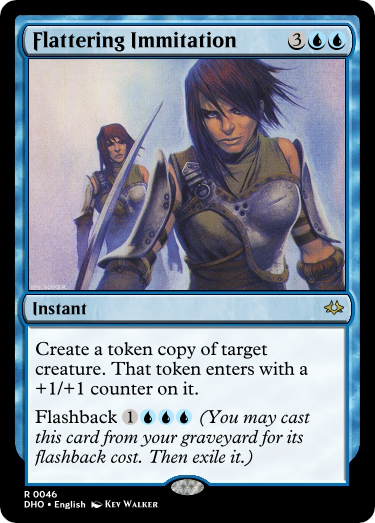 Flattering Immitation 3
Instant
Create a token copy of target
creature. That token enters with a
+1/+1 counter on it.
Flashback 1 (You may cast
this card from your graveyard for its
flashback cost. Then exile it.)
R 0046
DHO • English Kev Walker